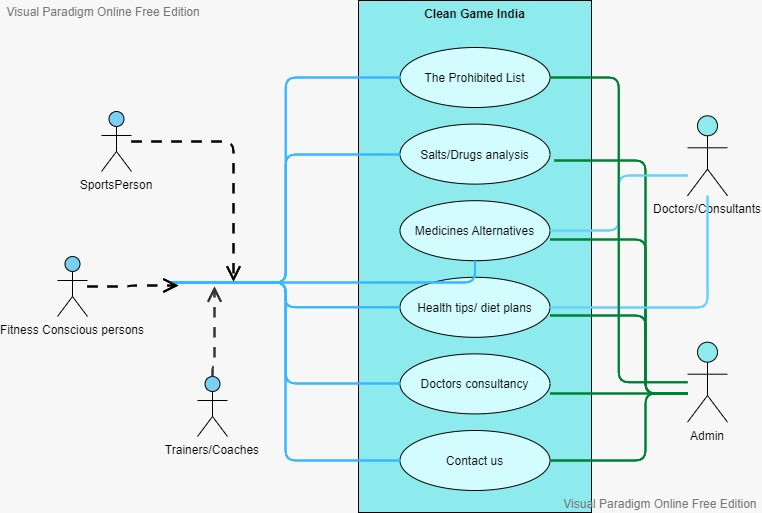 Visual Paradigm Online Free Edition
Clean Game India
The Prohibited List
Salts/Drugs analysis
Medicines Alternatives
Health tips/ diet plans
Doctors consultancy
Contact us
SportsPerson
Fitness Conscious persons
Trainers/Coaches
Doctors/Consultants
Admin
Visual Paradigm Online Free Edition